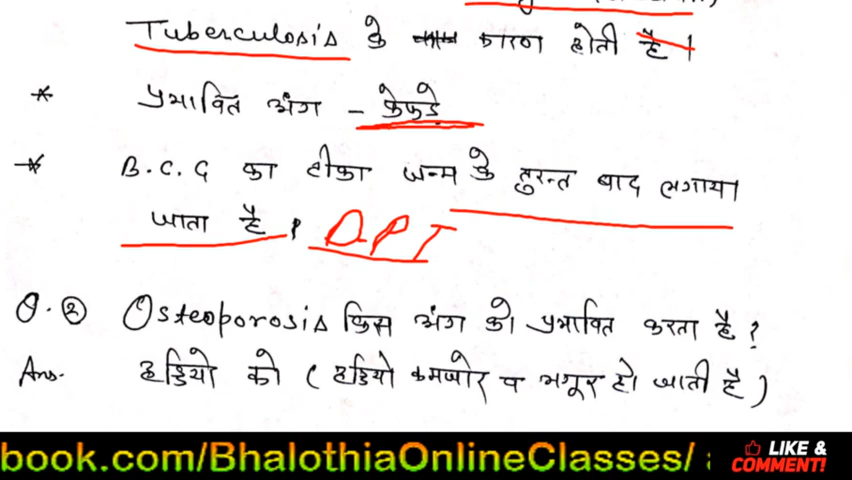 Tuberculosis के कारण होती है।
* प्रभावित अंग - फेफड़े
* B.C.G का टीका जन्म के तुरन्त बाद लगाया
जाता है, DPT
Q.② Osteoporosis किस अंग को प्रभावित करता है?
Ans. हडियो को (हडियो कमजोर व भगूर हो जाती है)
book.com/BhalothiaOnlineClasses/
LIKE &
COMMENT!